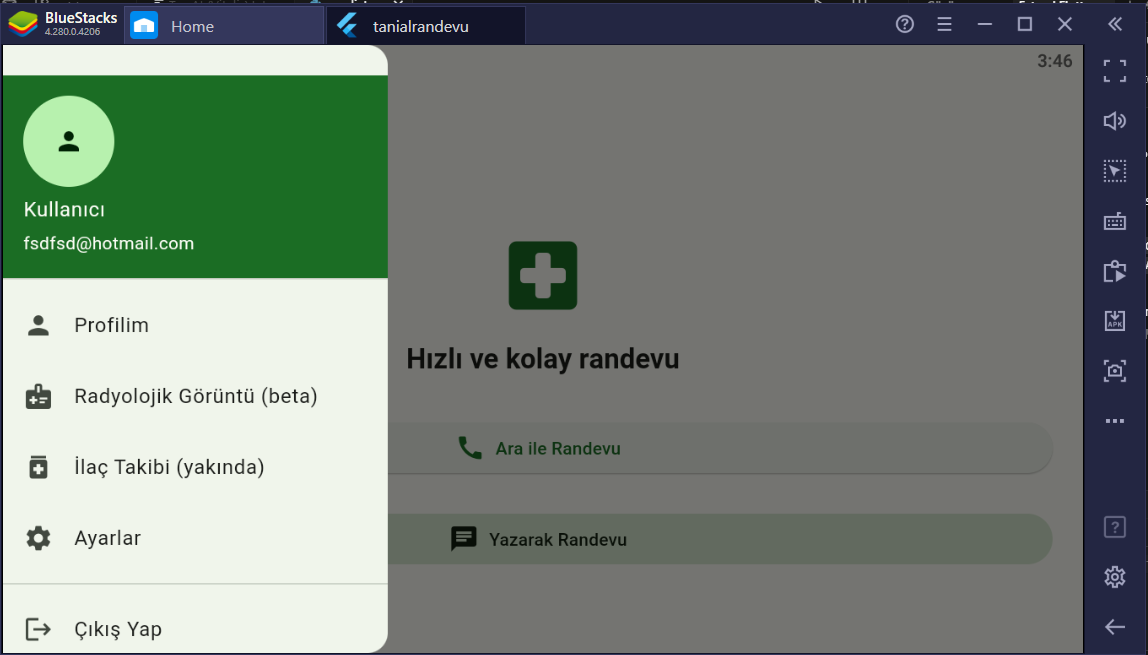 BlueStacks
4.280.0.4206
Home
tanialrandevu
3:46
Kullanıcı
fsdfsd@hotmail.com
Profilim
Radyolojik Görüntü (beta)
İlaç Takibi (yakında)
Ayarlar
Çıkış Yap
Hızlı ve kolay randevu
Ara ile Randevu
Yazarak Randevu
APK